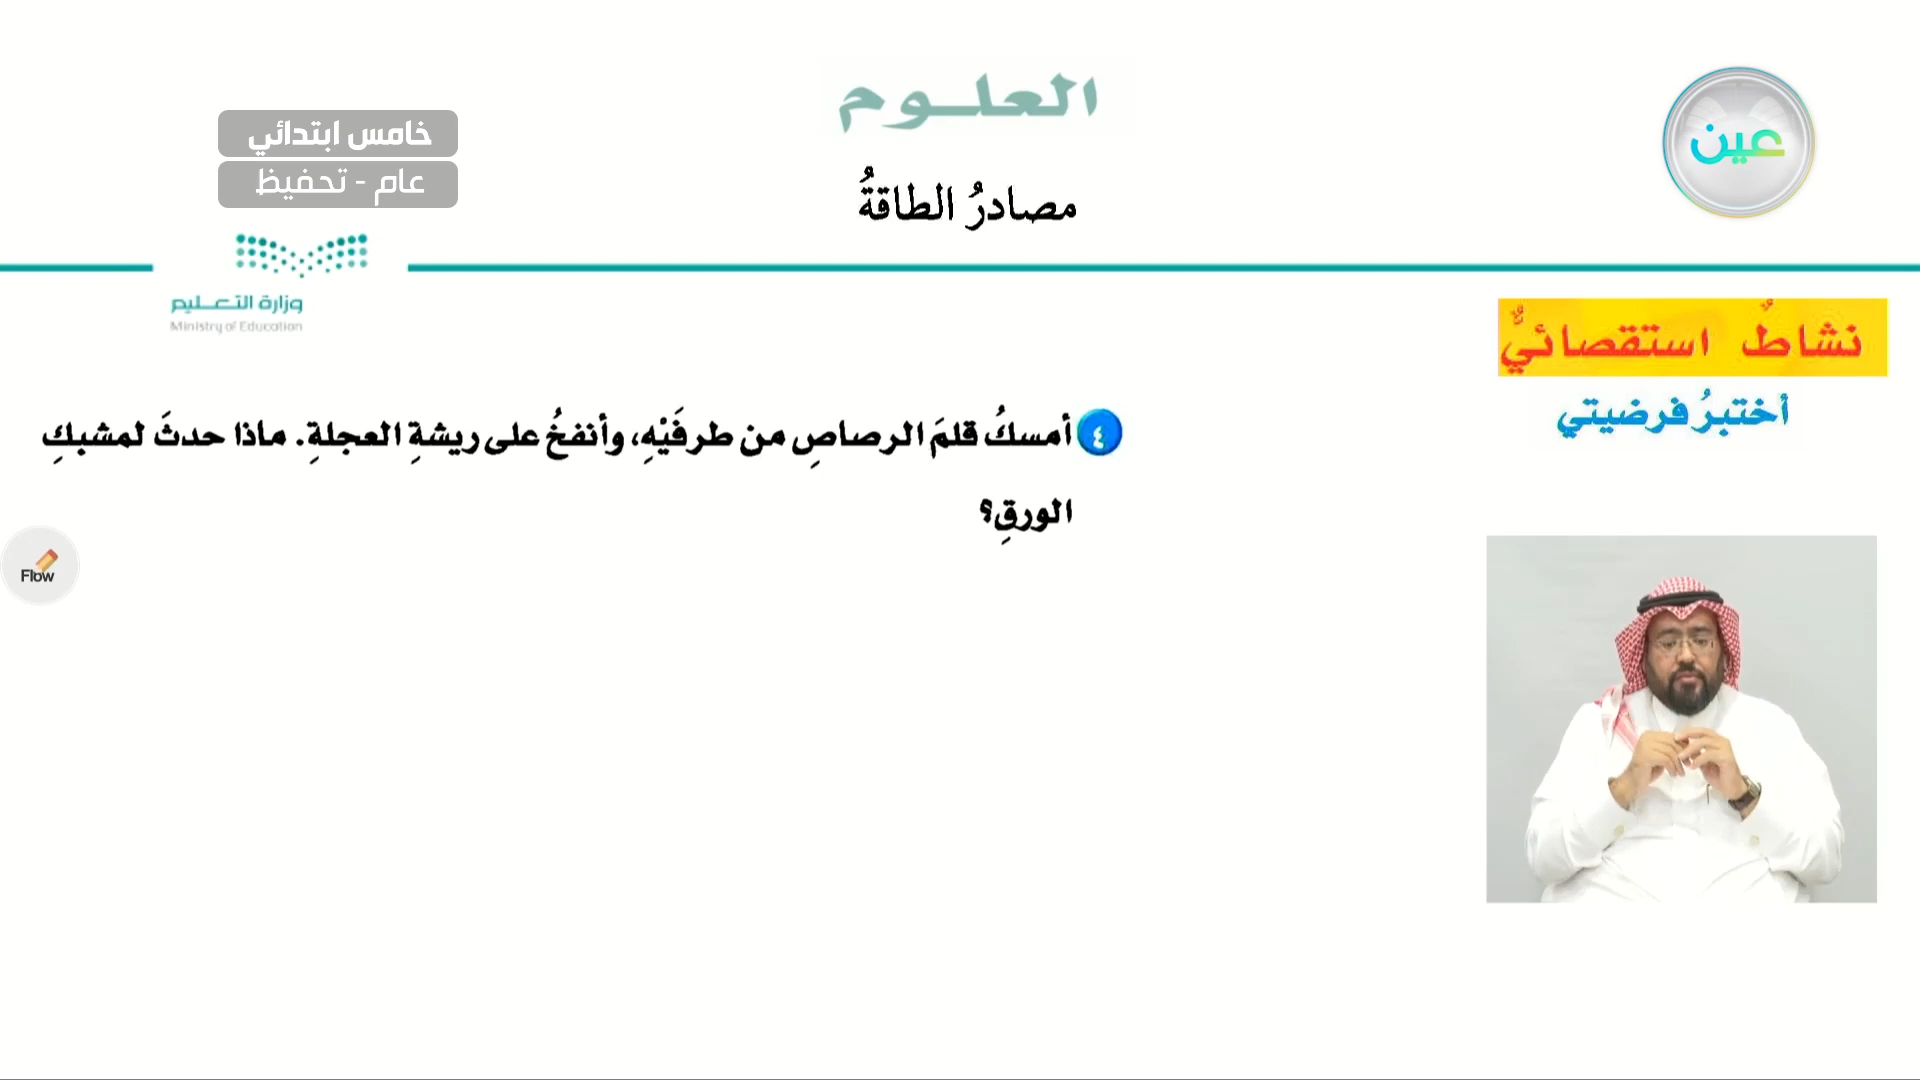 العلوم
عين
خامس ابتدائي
عام - تحفيظ
مصادرُ الطاقةُ
وزارة التعليم
Ministry of Education
نشاطٌ استقصائيٌّ
أختبرُ فرضيتي
٤ أمسكُ قلمَ الرصاصِ من طرفَيْهِ، وأنفخُ على ريشةِ العجلةِ. ماذا حدثَ لمشبكِ
الورقِ؟
Flow